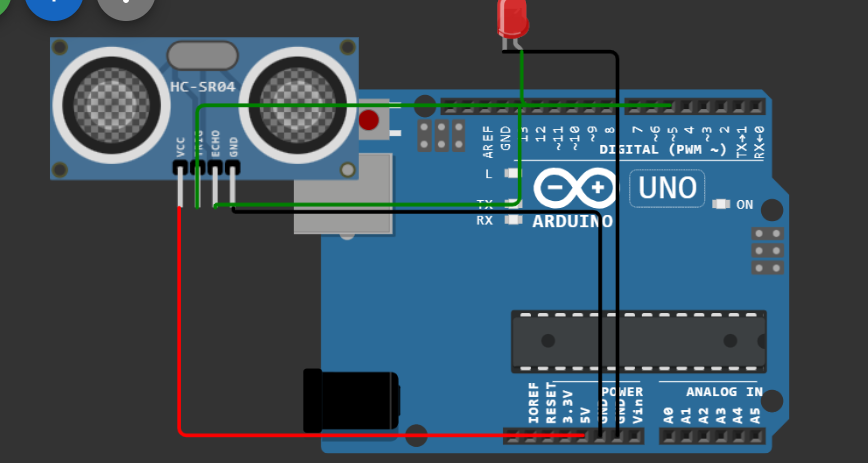 HC-SR04
VCC
TRIG
ECHO
GND
AREF
GND
13
12
~11
~10
~9
8
7
~6
~5
4
~3
2
TX→1
RX←0
DIGITAL (PWM ~)
L
TX
RX
UNO
ON
ARDUINO
POWER
ANALOG IN
IOREF
RESET
3.3V
5V
GND
GND
Vin
A0
A1
A2
A3
A4
A5